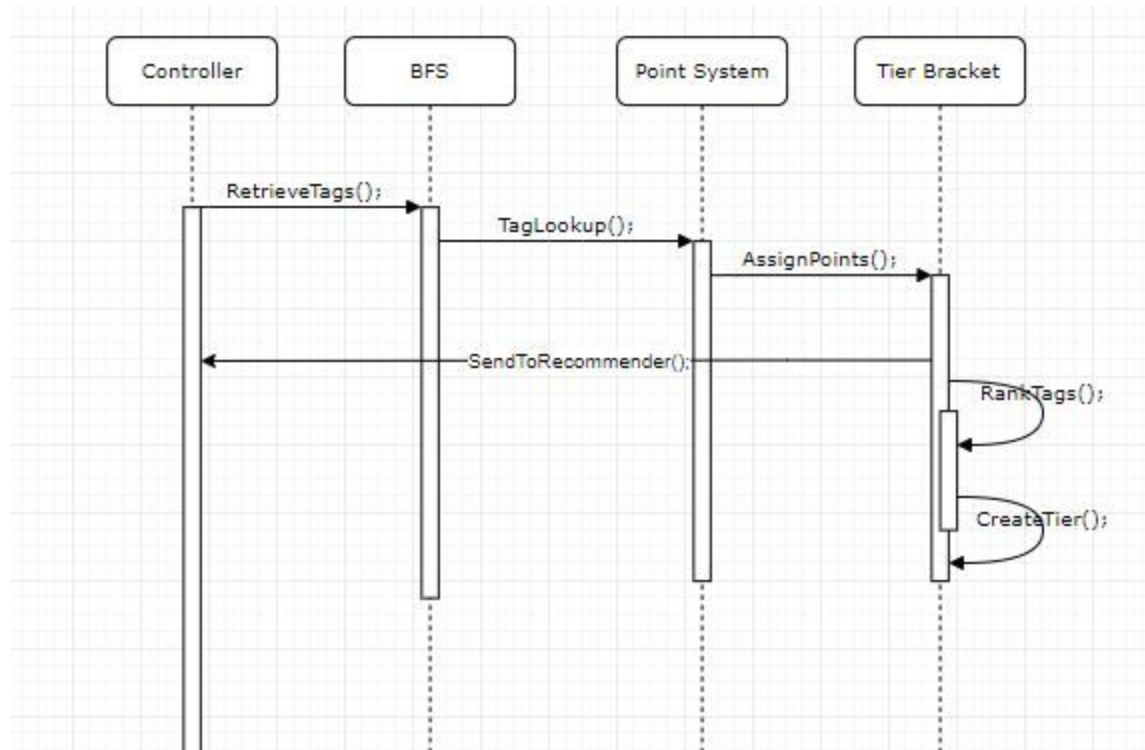 Controller
BFS
Point System
Tier Bracket
RetrieveTags();
TagLookup();
AssignPoints();
SendToRecommender();
RankTags();
CreateTier();